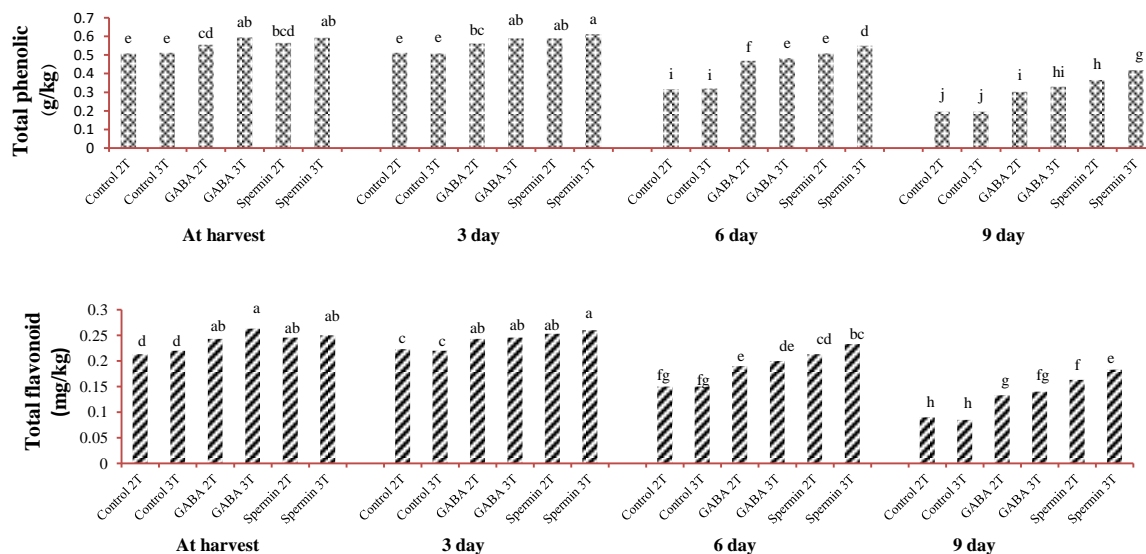 Total phenolic
(g/kg)
0.7
0.6
0.5
0.4
0.3
0.2
0.1
0
e e cd ab bcd ab
e e bc ab ab a
i i f e e d
j j i hi h g
Control 2T
Control 3T
GABA 2T
GABA 3T
Spermin 2T
Spermin 3T
Control 2T
Control 3T
GABA 2T
GABA 3T
Spermin 2T
Spermin 3T
Control 2T
Control 3T
GABA 2T
GABA 3T
Spermin 2T
Spermin 3T
Control 2T
Control 3T
GABA 2T
GABA 3T
Spermin 2T
Spermin 3T
At harvest 3 day 6 day 9 day
Total flavonoid
(mg/kg)
0.3
0.25
0.2
0.15
0.1
0.05
0
d d ab a ab ab
c c ab ab ab a
fg fg e de cd bc
h h g fg f e
Control 2T
Control 3T
GABA 2T
GABA 3T
Spermin 2T
Spermin 3T
Control 2T
Control 3T
GABA 2T
GABA 3T
Spermin 2T
Spermin 3T
Control 2T
Control 3T
GABA 2T
GABA 3T
Spermin 2T
Spermin 3T
Control 2T
Control 3T
GABA 2T
GABA 3T
Spermin 2T
Spermin 3T
At harvest 3 day 6 day 9 day